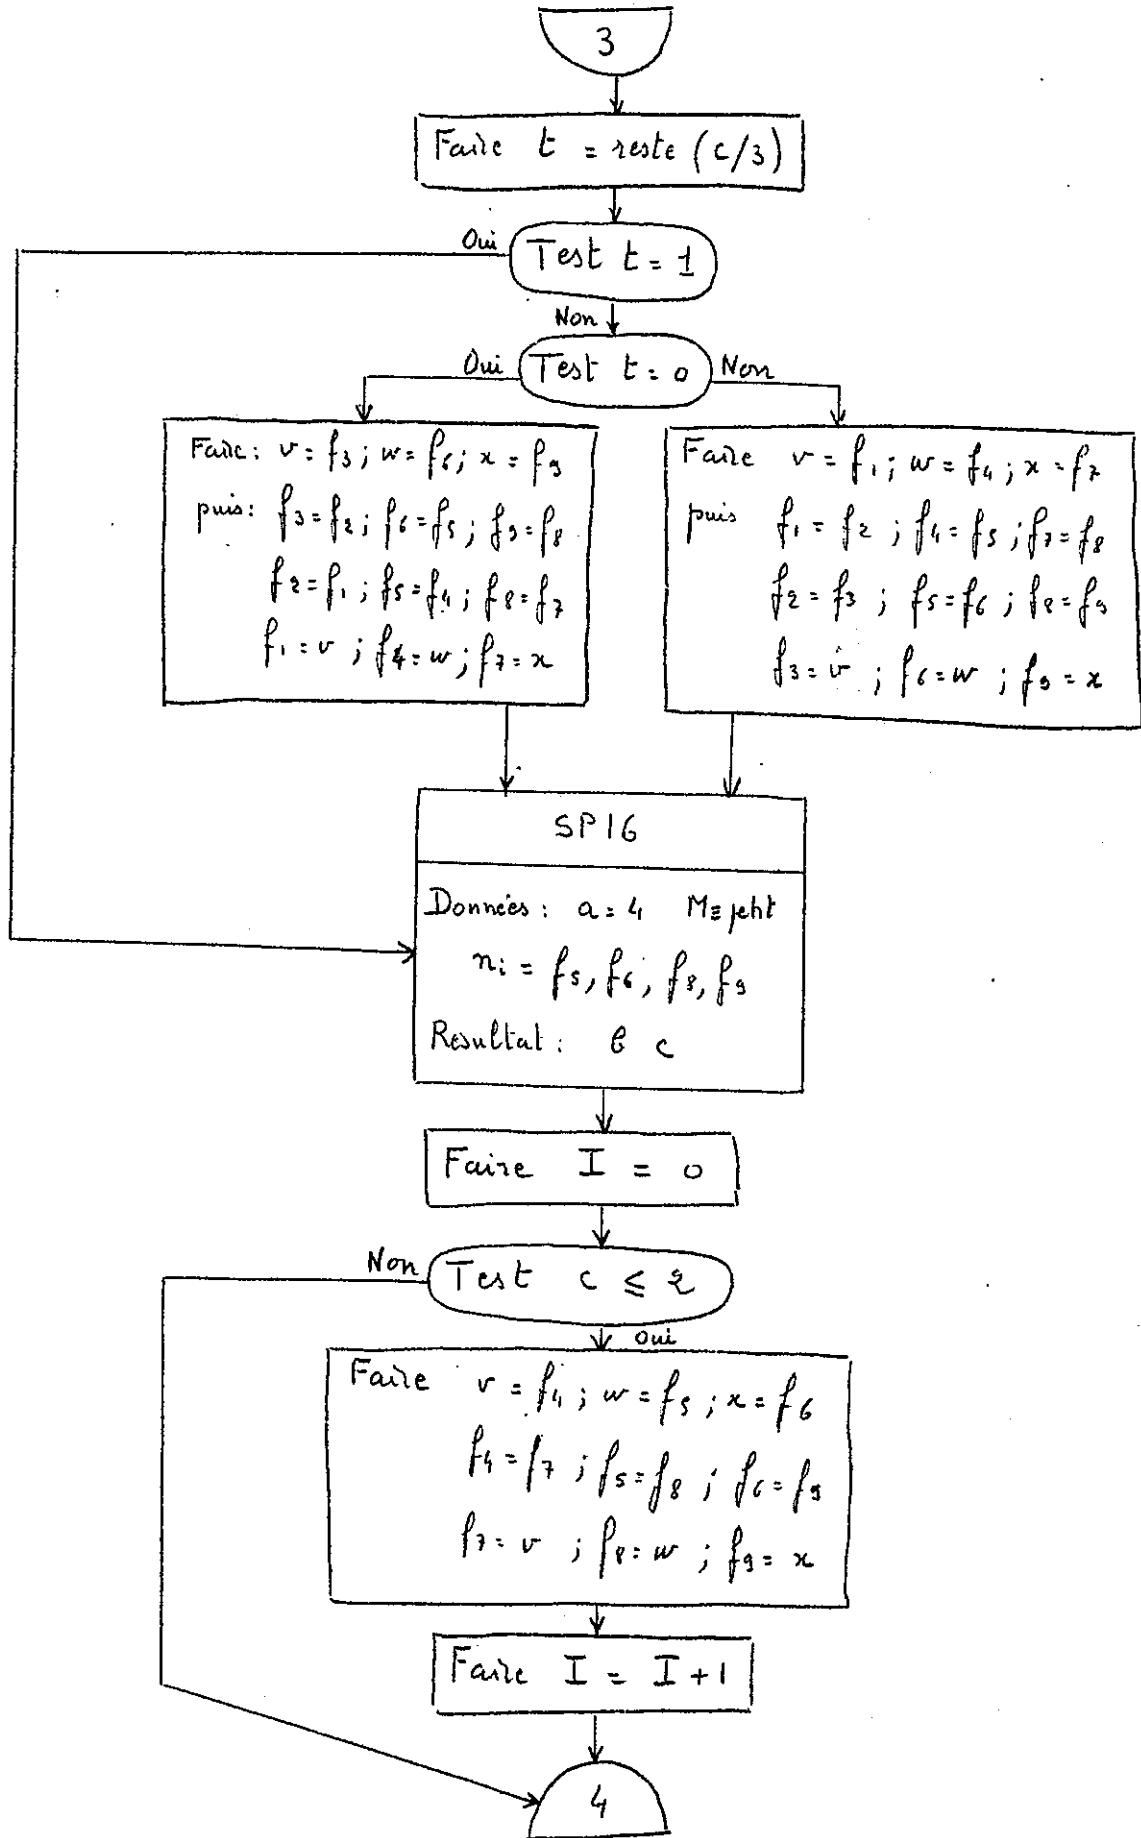 3
Faire t = reste (c/3)
Oui
Test t = 1
Non
Oui
Test t = 0
Non
Faire: v = f3 ; w = f6 ; x = f9
puis: f3 = f2 ; f6 = f5 ; f9 = f8
f2 = f1 ; f5 = f4 ; f8 = f7
f1 = v ; f4 = w ; f7 = x
Faire v = f1 ; w = f4 ; x = f7
puis f1 = f2 ; f4 = f5 ; f7 = f8
f2 = f3 ; f5 = f6 ; f8 = f9
f3 = v ; f6 = w ; f9 = x
SP16
Données : a = 4 M ≡ peht
ni = f5, f6, f8, f9
Resultat : b c
Faire I = 0
Non
Test c ⩽ 2
oui
Faire v = f4 ; w = f5 ; x = f6
f4 = f7 ; f5 = f8 ; f6 = f9
f7 = v ; f8 = w ; f9 = x
Faire I = I + 1
4